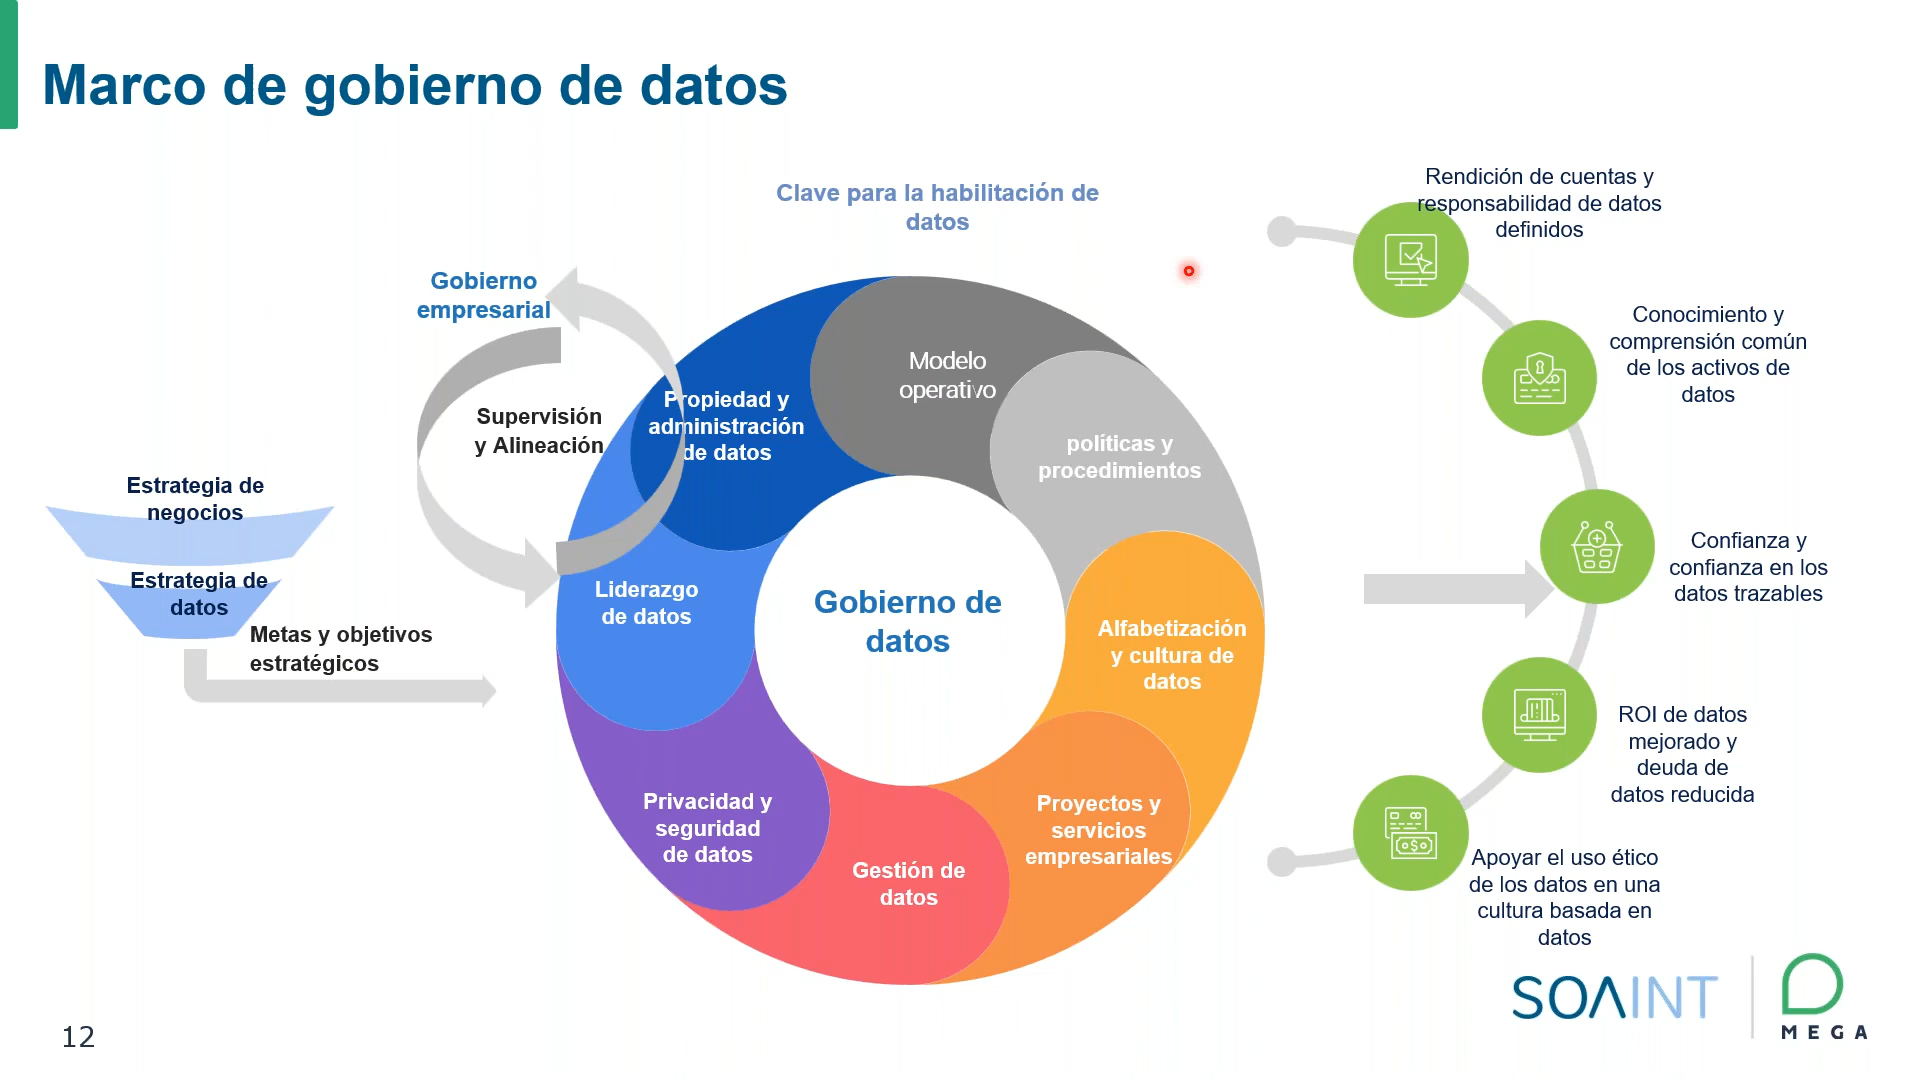 Marco de gobierno de datos
Clave para la habilitación de
datos
Gobierno
empresarial
Supervisión
y Alineación
Estrategia de
negocios
Estrategia de
datos
Metas y objetivos
estratégicos
Propiedad y
administración
de datos
Modelo
operativo
políticas y
procedimientos
Liderazgo
de datos
Gobierno de
datos
Alfabetización
y cultura de
datos
Privacidad y
seguridad
de datos
Gestión de
datos
Proyectos y
servicios
empresariales
Rendición de cuentas y
responsabilidad de datos
definidos
Conocimiento y
comprensión común
de los activos de
datos
Confianza y
confianza en los
datos trazables
ROI de datos
mejorado y
deuda de
datos reducida
Apoyar el uso ético
de los datos en una
cultura basada en
datos
SOAINT
MEGA
12